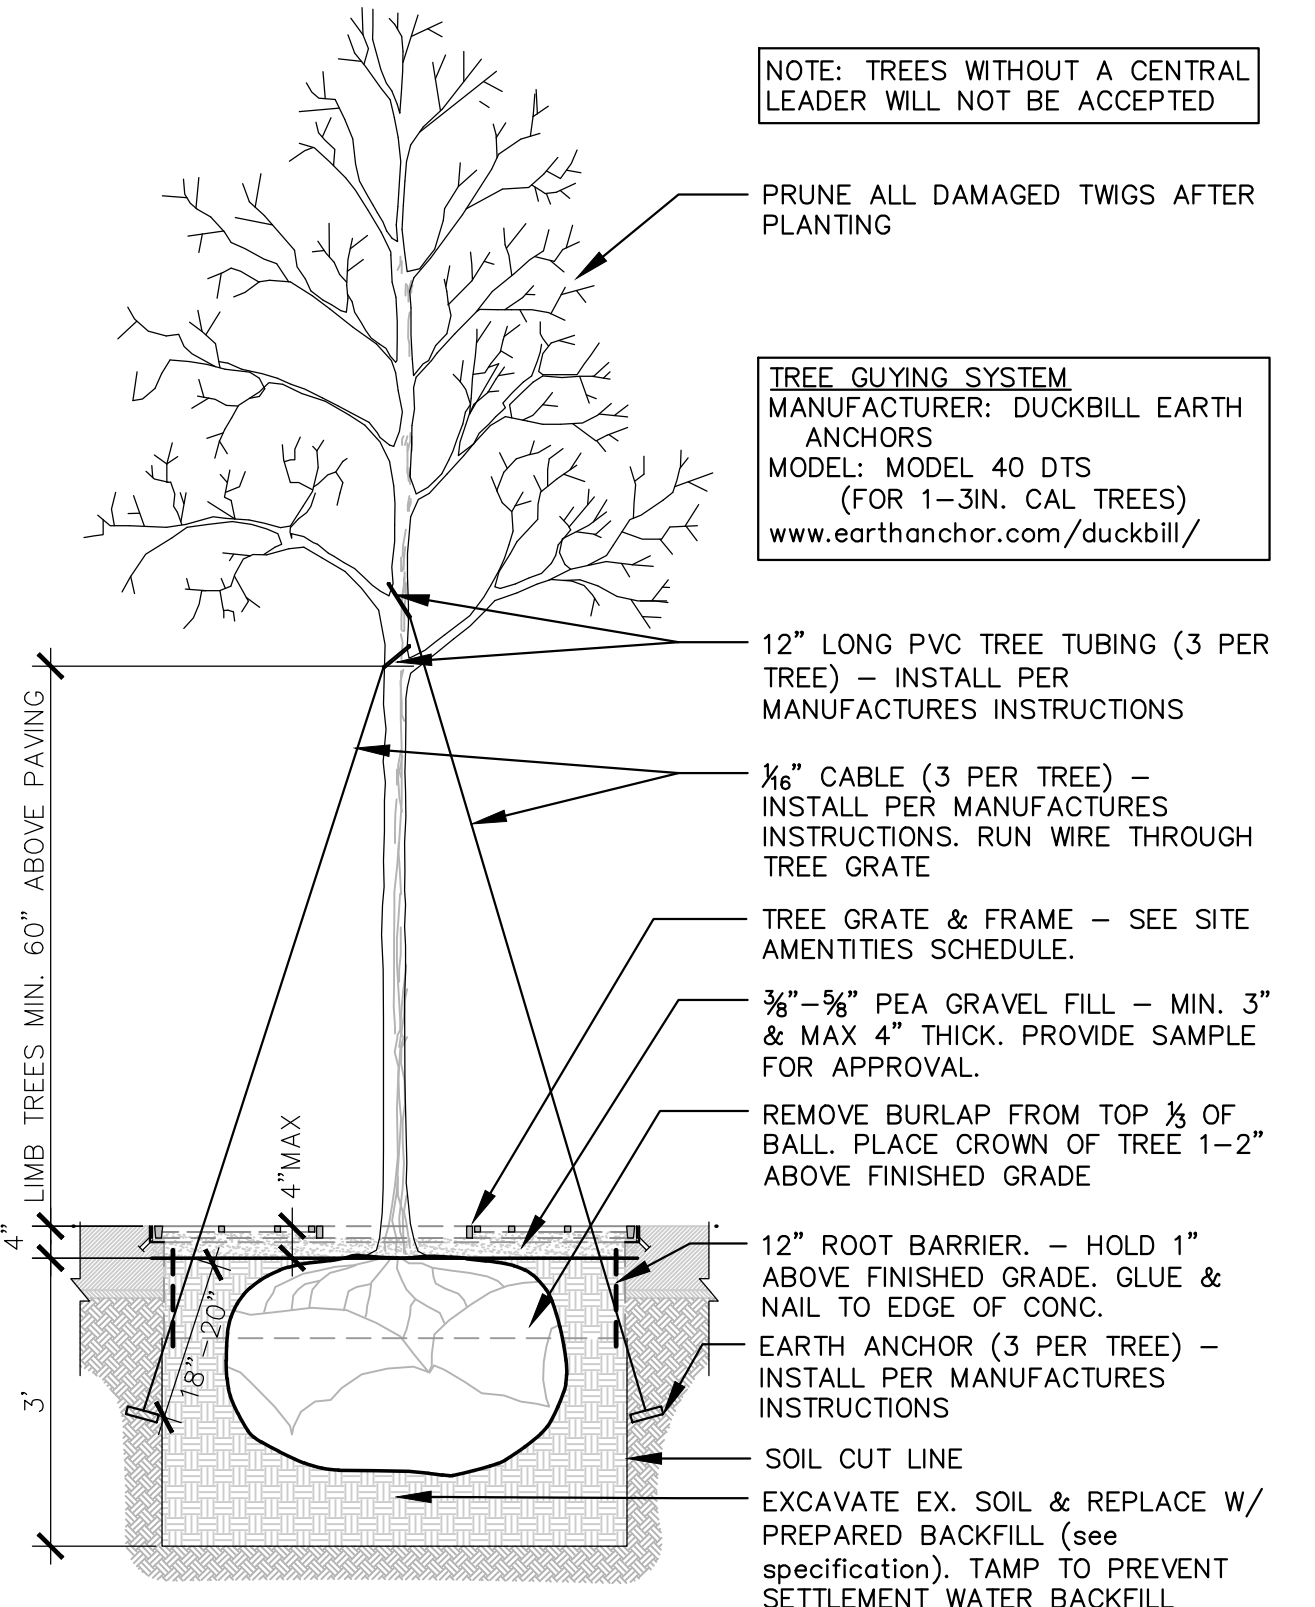 NOTE: TREES WITHOUT A CENTRAL
LEADER WILL NOT BE ACCEPTED
PRUNE ALL DAMAGED TWIGS AFTER
PLANTING
TREE GUYING SYSTEM
MANUFACTURER: DUCKBILL EARTH
ANCHORS
MODEL: MODEL 40 DTS
(FOR 1-3IN. CAL TREES)
www.earthanchor.com/duckbill/
12" LONG PVC TREE TUBING (3 PER
TREE) - INSTALL PER
MANUFACTURES INSTRUCTIONS
1/16" CABLE (3 PER TREE) -
INSTALL PER MANUFACTURES
INSTRUCTIONS. RUN WIRE THROUGH
TREE GRATE
TREE GRATE & FRAME - SEE SITE
AMENTITIES SCHEDULE.
3/8"-5/8" PEA GRAVEL FILL - MIN. 3"
& MAX 4" THICK. PROVIDE SAMPLE
FOR APPROVAL.
REMOVE BURLAP FROM TOP 1/3 OF
BALL. PLACE CROWN OF TREE 1-2"
ABOVE FINISHED GRADE
12" ROOT BARRIER. - HOLD 1"
ABOVE FINISHED GRADE. GLUE &
NAIL TO EDGE OF CONC.
EARTH ANCHOR (3 PER TREE) -
INSTALL PER MANUFACTURES
INSTRUCTIONS
SOIL CUT LINE
EXCAVATE EX. SOIL & REPLACE W/
PREPARED BACKFILL (see
specification). TAMP TO PREVENT
SETTLEMENT WATER BACKFILL
LIMB TREES MIN. 60" ABOVE PAVING
4"MAX
4"
18"-20"
3'